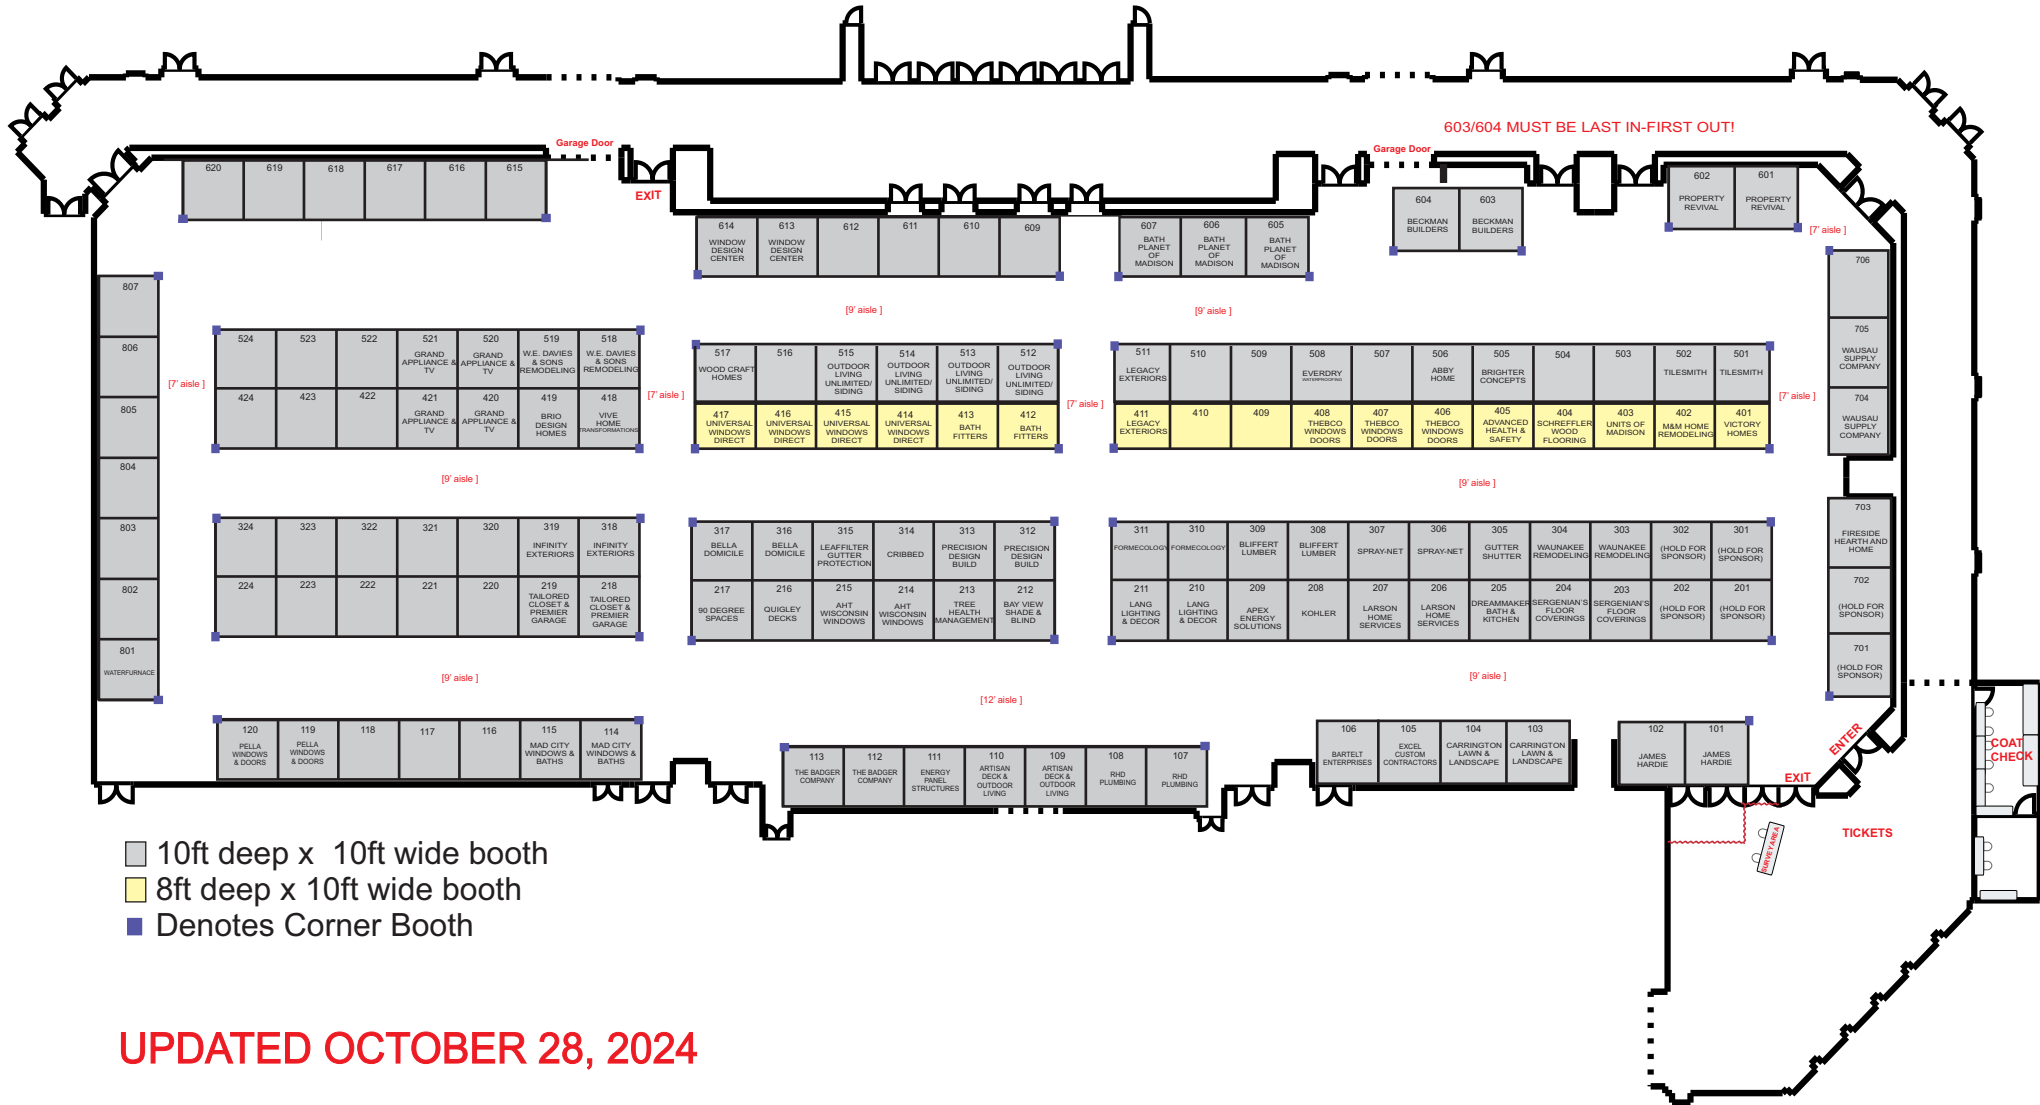 603/604 MUST BE LAST IN-FIRST OUT!
Garage Door
Garage Door
EXIT
620 619 618 617 616 615
602 601
PROPERTY REVIVAL
PROPERTY REVIVAL
604 603
BECKMAN BUILDERS
BECKMAN BUILDERS
[7' aisle ]
614 613 612 611 610 609
WINDOW DESIGN CENTER
WINDOW DESIGN CENTER
607 606 605
BATH PLANET OF MADISON
BATH PLANET OF MADISON
BATH PLANET OF MADISON
[9' aisle ]
[9' aisle ]
706
705
WAUSAU SUPPLY COMPANY
704
WAUSAU SUPPLY COMPANY
703
FIRESIDE HEARTH AND HOME
702
(HOLD FOR SPONSOR)
701
(HOLD FOR SPONSOR)
807
806
805
804
803
802
801
WATERFURNACE
[7' aisle ]
[7' aisle ]
[7' aisle ]
[7' aisle ]
524 523 522 521 520 519 518
GRAND APPLIANCE & TV
GRAND APPLIANCE & TV
W.E. DAVIES & SONS REMODELING
W.E. DAVIES & SONS REMODELING
424 423 422 421 420 419 418
GRAND APPLIANCE & TV
GRAND APPLIANCE & TV
BRIO DESIGN HOMES
VIVE HOME TRANSFORMATIONS
517 516 515 514 513 512
WOOD CRAFT HOMES
OUTDOOR LIVING UNLIMITED/ SIDING
OUTDOOR LIVING UNLIMITED/ SIDING
OUTDOOR LIVING UNLIMITED/ SIDING
OUTDOOR LIVING UNLIMITED/ SIDING
417 416 415 414 413 412
UNIVERSAL WINDOWS DIRECT
UNIVERSAL WINDOWS DIRECT
UNIVERSAL WINDOWS DIRECT
UNIVERSAL WINDOWS DIRECT
BATH FITTERS
BATH FITTERS
511 510 509 508 507 506 505 504 503 502 501
LEGACY EXTERIORS
EVERDRY WATERPROOFING
ABBY HOME
BRIGHTER CONCEPTS
TILESMITH
TILESMITH
411 410 409 408 407 406 405 404 403 402 401
LEGACY EXTERIORS
THEBCO WINDOWS DOORS
THEBCO WINDOWS DOORS
THEBCO WINDOWS DOORS
ADVANCED HEALTH & SAFETY
SCHREFFLER WOOD FLOORING
UNITS OF MADISON
M&M HOME REMODELING
VICTORY HOMES
[9' aisle ]
[9' aisle ]
324 323 322 321 320 319 318
INFINITY EXTERIORS
INFINITY EXTERIORS
224 223 222 221 220 219 218
TAILORED CLOSET & PREMIER GARAGE
TAILORED CLOSET & PREMIER GARAGE
317 316 315 314 313 312
BELLA DOMICILE
BELLA DOMICILE
LEAFFILTER GUTTER PROTECTION
CRIBBED
PRECISION DESIGN BUILD
PRECISION DESIGN BUILD
217 216 215 214 213 212
90 DEGREE SPACES
QUIGLEY DECKS
AHT WISCONSIN WINDOWS
AHT WISCONSIN WINDOWS
TREE HEALTH MANAGEMENT
BAY VIEW SHADE & BLIND
311 310 309 308 307 306 305 304 303 302 301
FORMECOLOGY
FORMECOLOGY
BLIFFERT LUMBER
BLIFFERT LUMBER
SPRAY-NET
SPRAY-NET
GUTTER SHUTTER
WAUNAKEE REMODELING
WAUNAKEE REMODELING
(HOLD FOR SPONSOR)
(HOLD FOR SPONSOR)
211 210 209 208 207 206 205 204 203 202 201
LANG LIGHTING & DECOR
LANG LIGHTING & DECOR
APEX ENERGY SOLUTIONS
KOHLER
LARSON HOME SERVICES
LARSON HOME SERVICES
DREAMMAKER BATH & KITCHEN
SERGENIAN'S FLOOR COVERINGS
SERGENIAN'S FLOOR COVERINGS
(HOLD FOR SPONSOR)
(HOLD FOR SPONSOR)
[9' aisle ]
[12' aisle ]
[9' aisle ]
120 119 118 117 116 115 114
PELLA WINDOWS & DOORS
PELLA WINDOWS & DOORS
MAD CITY WINDOWS & BATHS
MAD CITY WINDOWS & BATHS
113 112 111 110 109 108 107
THE BADGER COMPANY
THE BADGER COMPANY
ENERGY PANEL STRUCTURES
ARTISAN DECK & OUTDOOR LIVING
ARTISAN DECK & OUTDOOR LIVING
RHD PLUMBING
RHD PLUMBING
106 105 104 103
BARTELT ENTERPRISES
EXCEL CUSTOM CONTRACTORS
CARRINGTON LAWN & LANDSCAPE
CARRINGTON LAWN & LANDSCAPE
102 101
JAMES HARDIE
JAMES HARDIE
ENTER
EXIT
COAT CHECK
TICKETS
SURVEY AREA
10ft deep x 10ft wide booth
8ft deep x 10ft wide booth
Denotes Corner Booth
UPDATED OCTOBER 28, 2024